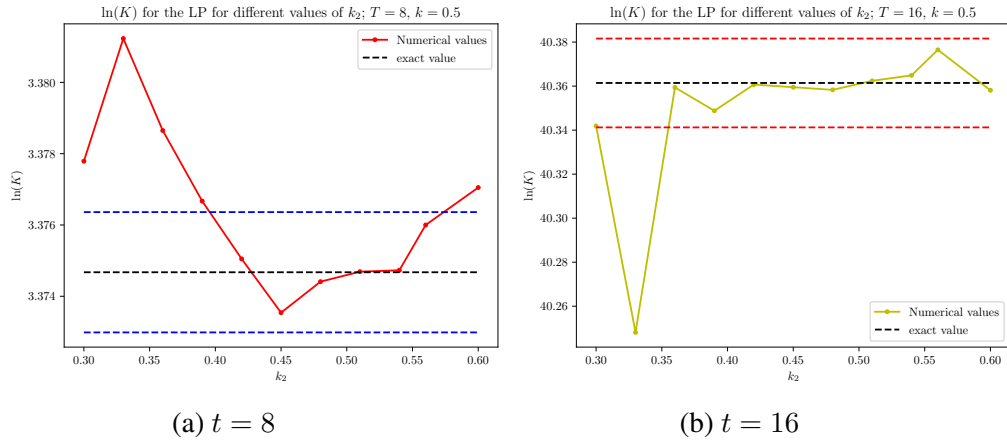 ln(K) for the LP for different values of k₂; T = 8, k = 0.5
Numerical values
exact value
3.380
3.378
3.376
3.374
ln(K)
0.30 0.35 0.40 0.45 0.50 0.55 0.60
k₂
(a) t = 8
ln(K) for the LP for different values of k₂; T = 16, k = 0.5
40.38
40.36
40.34
40.32
40.30
40.28
40.26
ln(K)
Numerical values
exact value
0.30 0.35 0.40 0.45 0.50 0.55 0.60
k₂
(b) t = 16